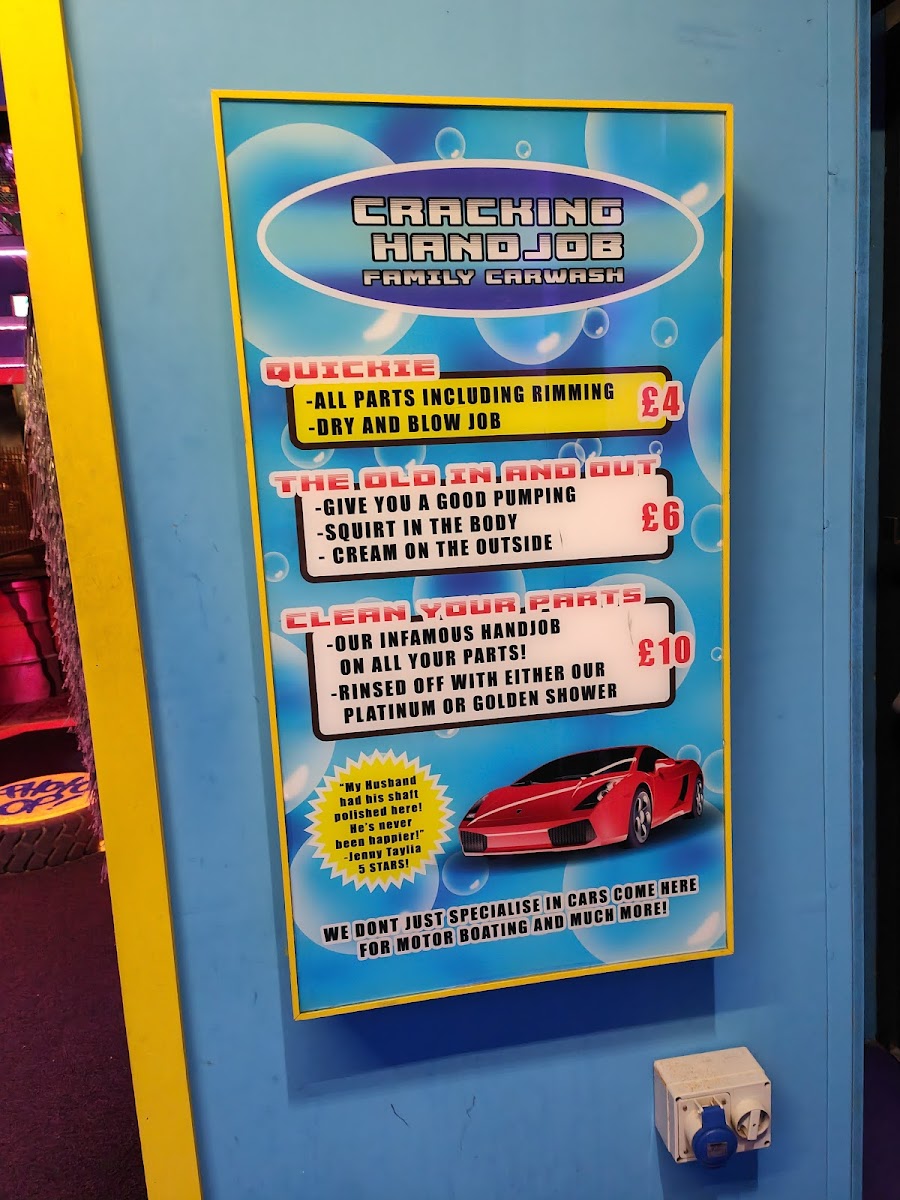 CRACKING
HANDJOB
FAMILY CARWASH
QUICKIE
-ALL PARTS INCLUDING RIMMING
-DRY AND BLOW JOB
£4
THE OLD IN AND OUT
-GIVE YOU A GOOD PUMPING
-SQUIRT IN THE BODY
- CREAM ON THE OUTSIDE
£6
CLEAN YOUR PARTS
-OUR INFAMOUS HANDJOB
ON ALL YOUR PARTS!
-RINSED OFF WITH EITHER OUR
PLATINUM OR GOLDEN SHOWER
£10
"My Husband
had his shaft
polished here!
He's never
been happier!"
-Jenny Taylia
5 STARS!
WE DONT JUST SPECIALISE IN CARS COME HERE
FOR MOTOR BOATING AND MUCH MORE!